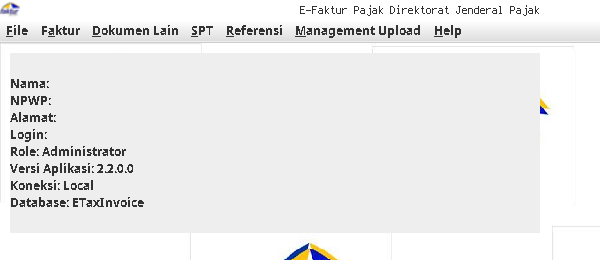 E-Faktur Pajak Direktorat Jenderal Pajak
File Faktur Dokumen Lain SPT Referensi Management Upload Help
Nama:
NPWP:
Alamat:
Login:
Role: Administrator
Versi Aplikasi: 2.2.0.0
Koneksi: Local
Database: ETaxInvoice